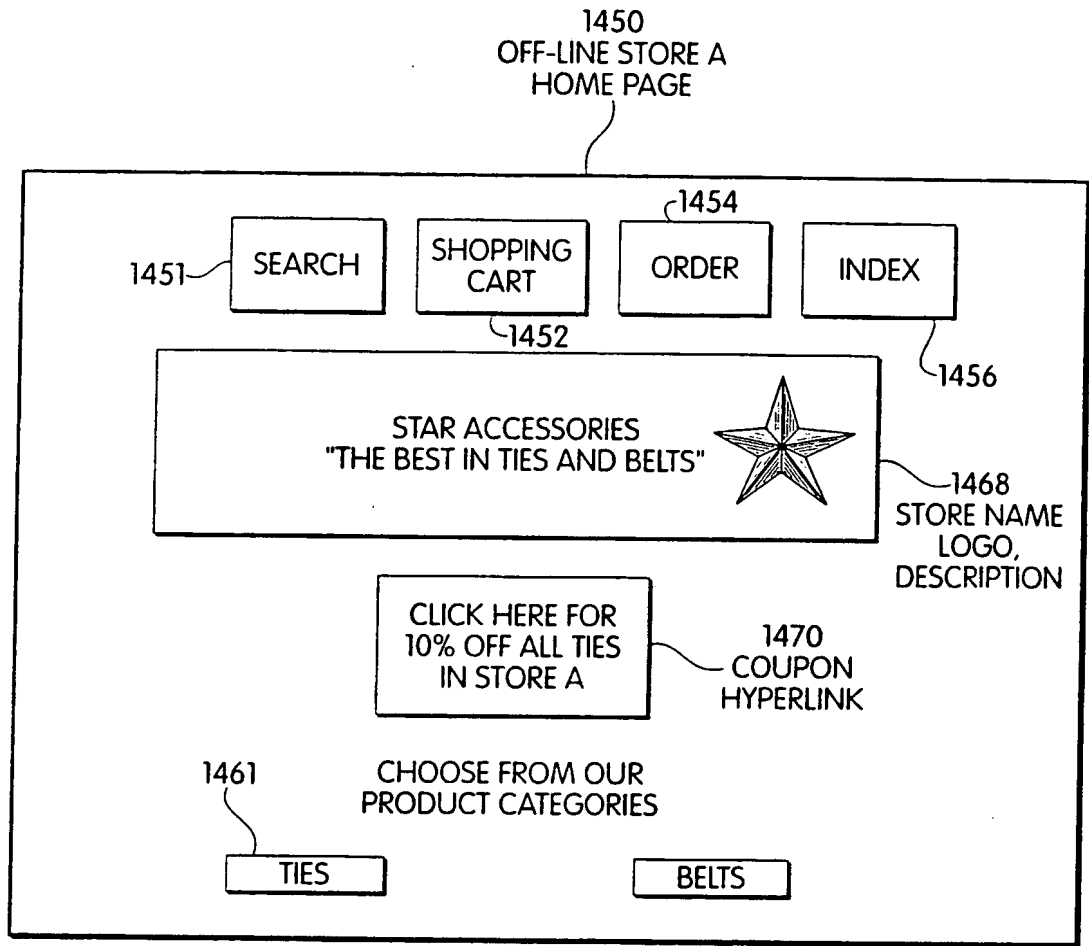 1450
OFF-LINE STORE A
HOME PAGE
1454
1451
SEARCH
SHOPPING
CART
ORDER
INDEX
1452
1456
STAR ACCESSORIES
"THE BEST IN TIES AND BELTS"
1468
STORE NAME
LOGO,
DESCRIPTION
CLICK HERE FOR
10% OFF ALL TIES
IN STORE A
1470
COUPON
HYPERLINK
1461
CHOOSE FROM OUR
PRODUCT CATEGORIES
TIES
BELTS